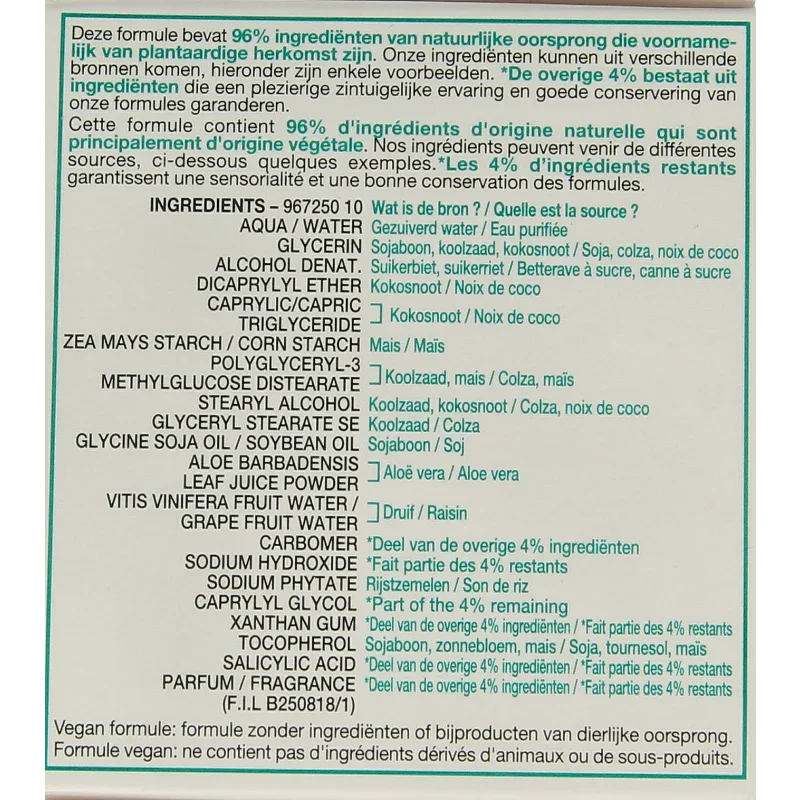 Deze formule bevat 96% ingrediënten van natuurlijke oorsprong die voorname-
lijk van plantaardige herkomst zijn. Onze ingrediënten kunnen uit verschillende
bronnen komen, hieronder zijn enkele voorbeelden. *De overige 4% bestaat uit
ingrediënten die een plezierige zintuigelijke ervaring en goede conservering van
onze formules garanderen.
Cette formule contient 96% d'ingrédients d'origine naturelle qui sont
principalement d'origine végétale. Nos ingrédients peuvent venir de différentes
sources, ci-dessous quelques exemples.*Les 4% d'ingrédients restants
garantissent une sensorialité et une bonne conservation des formules.
INGREDIENTS – 967250 10 Wat is de bron ? / Quelle est la source ?
AQUA / WATER Gezuiverd water / Eau purifiée
GLYCERIN Sojaboon, koolzaad, kokosnoot / Soja, colza, noix de coco
ALCOHOL DENAT. Suikerbiet, suikerriet / Betterave à sucre, canne à sucre
DICAPRYLYL ETHER Kokosnoot / Noix de coco
CAPRYLIC/CAPRIC
TRIGLYCERIDE Kokosnoot / Noix de coco
ZEA MAYS STARCH / CORN STARCH Mais / Maïs
POLYGLYCERYL-3
METHYLGLUCOSE DISTEARATE Koolzaad, mais / Colza, maïs
STEARYL ALCOHOL Koolzaad, kokosnoot / Colza, noix de coco
GLYCERYL STEARATE SE Koolzaad / Colza
GLYCINE SOJA OIL / SOYBEAN OIL Sojaboon / Soj
ALOE BARBADENSIS
LEAF JUICE POWDER Aloë vera / Aloe vera
VITIS VINIFERA FRUIT WATER /
GRAPE FRUIT WATER Druif / Raisin
CARBOMER *Deel van de overige 4% ingrediënten
SODIUM HYDROXIDE *Fait partie des 4% restants
SODIUM PHYTATE Rijstzemelen / Son de riz
CAPRYLYL GLYCOL *Part of the 4% remaining
XANTHAN GUM *Deel van de overige 4% ingrediënten / *Fait partie des 4% restants
TOCOPHEROL Sojaboon, zonnebloem, mais / Soja, tournesol, maïs
SALICYLIC ACID *Deel van de overige 4% ingrediënten / *Fait partie des 4% restants
PARFUM / FRAGRANCE *Deel van de overige 4% ingrediënten / *Fait partie des 4% restants
(F.I.L B250818/1)
Vegan formule: formule zonder ingrediënten of bijproducten van dierlijke oorsprong.
Formule vegan: ne contient pas d'ingrédients dérivés d'animaux ou de sous-produits.